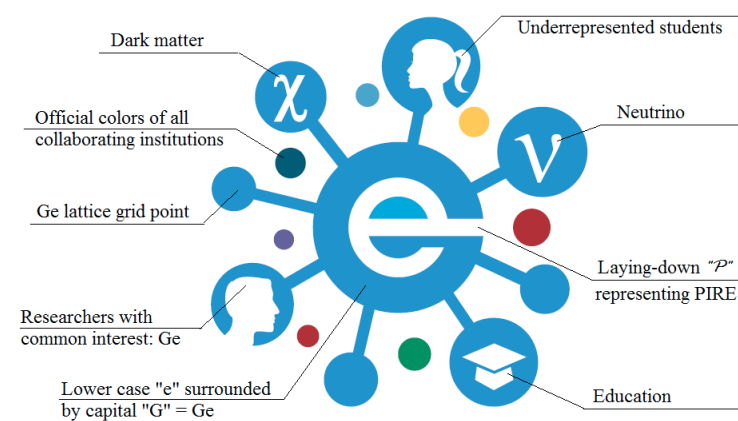 Underrepresented students
Dark matter
χ
Neutrino
ν
Official colors of all
collaborating institutions
Ge lattice grid point
e
Laying-down "P"
representing PIRE
Researchers with
common interest: Ge
Lower case "e" surrounded
by capital "G" = Ge
Education